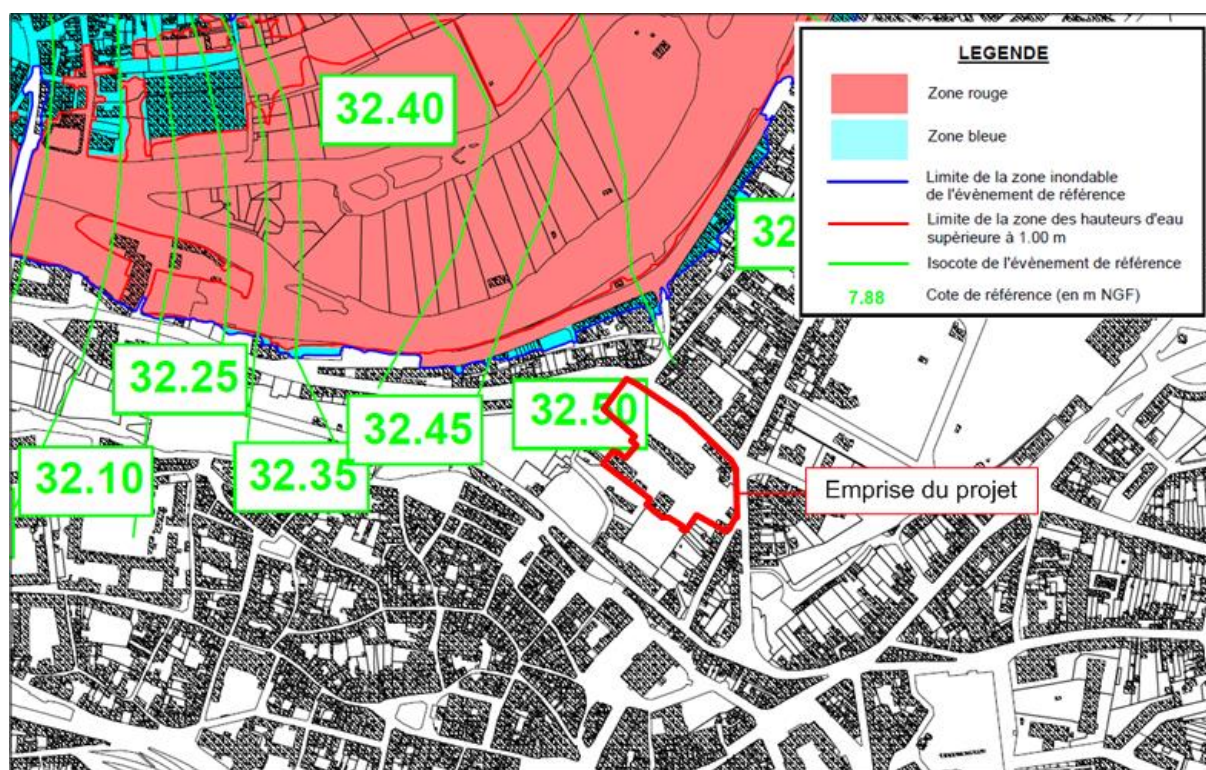 LEGENDE
Zone rouge
Zone bleue
Limite de la zone inondable
de l'évènement de référence
Limite de la zone des hauteurs d'eau
supérieure à 1.00 m
Isocote de l'évènement de référence
7.88 Cote de référence (en m NGF)
32.40
32
32.25
32.50
32.45
32.35
32.10
Emprise du projet